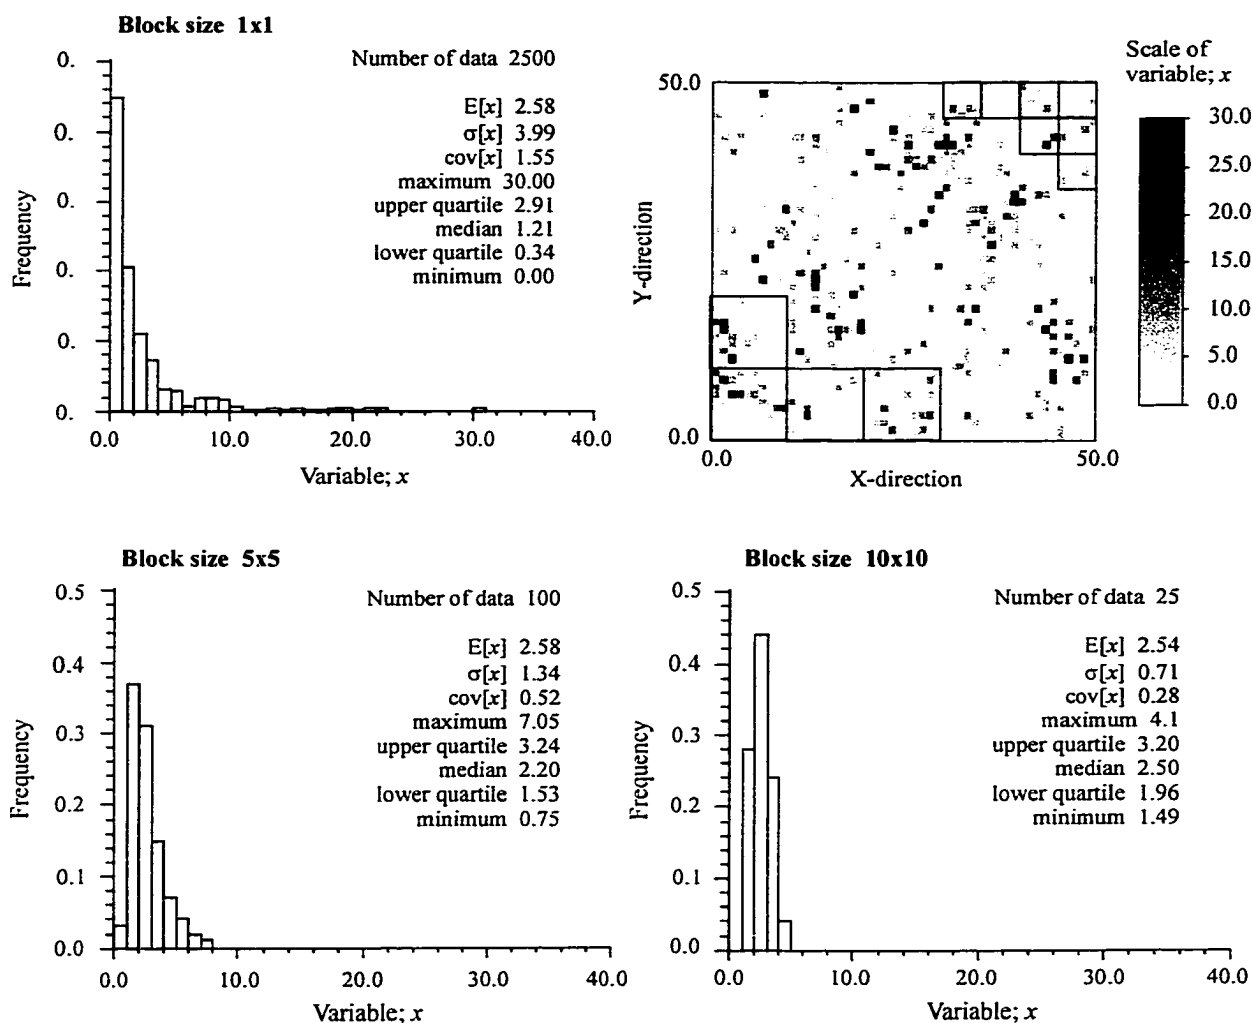 Block size 1x1
Number of data 2500
E[x] 2.58
σ[x] 3.99
cov[x] 1.55
maximum 30.00
upper quartile 2.91
median 1.21
lower quartile 0.34
minimum 0.00
0.
0.
0.
0.
0.
0.
Frequency
0.0 10.0 20.0 30.0 40.0
Variable; x
50.0
0.0
Y-direction
0.0 50.0
X-direction
Scale of
variable; x
30.0
25.0
20.0
15.0
10.0
5.0
0.0
Block size 5x5
Number of data 100
E[x] 2.58
σ[x] 1.34
cov[x] 0.52
maximum 7.05
upper quartile 3.24
median 2.20
lower quartile 1.53
minimum 0.75
0.5
0.4
0.3
0.2
0.1
0.0
Frequency
0.0 10.0 20.0 30.0 40.0
Variable; x
Block size 10x10
Number of data 25
E[x] 2.54
σ[x] 0.71
cov[x] 0.28
maximum 4.1
upper quartile 3.20
median 2.50
lower quartile 1.96
minimum 1.49
0.5
0.4
0.3
0.2
0.1
0.0
Frequency
0.0 10.0 20.0 30.0 40.0
Variable; x